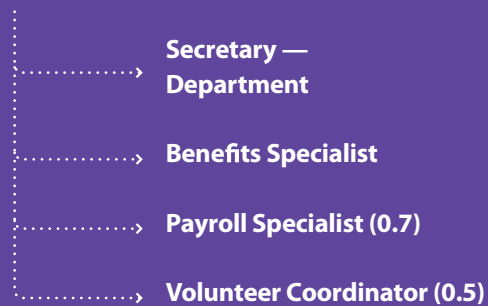 Secretary —
Department
Benefits Specialist
Payroll Specialist (0.7)
Volunteer Coordinator (0.5)